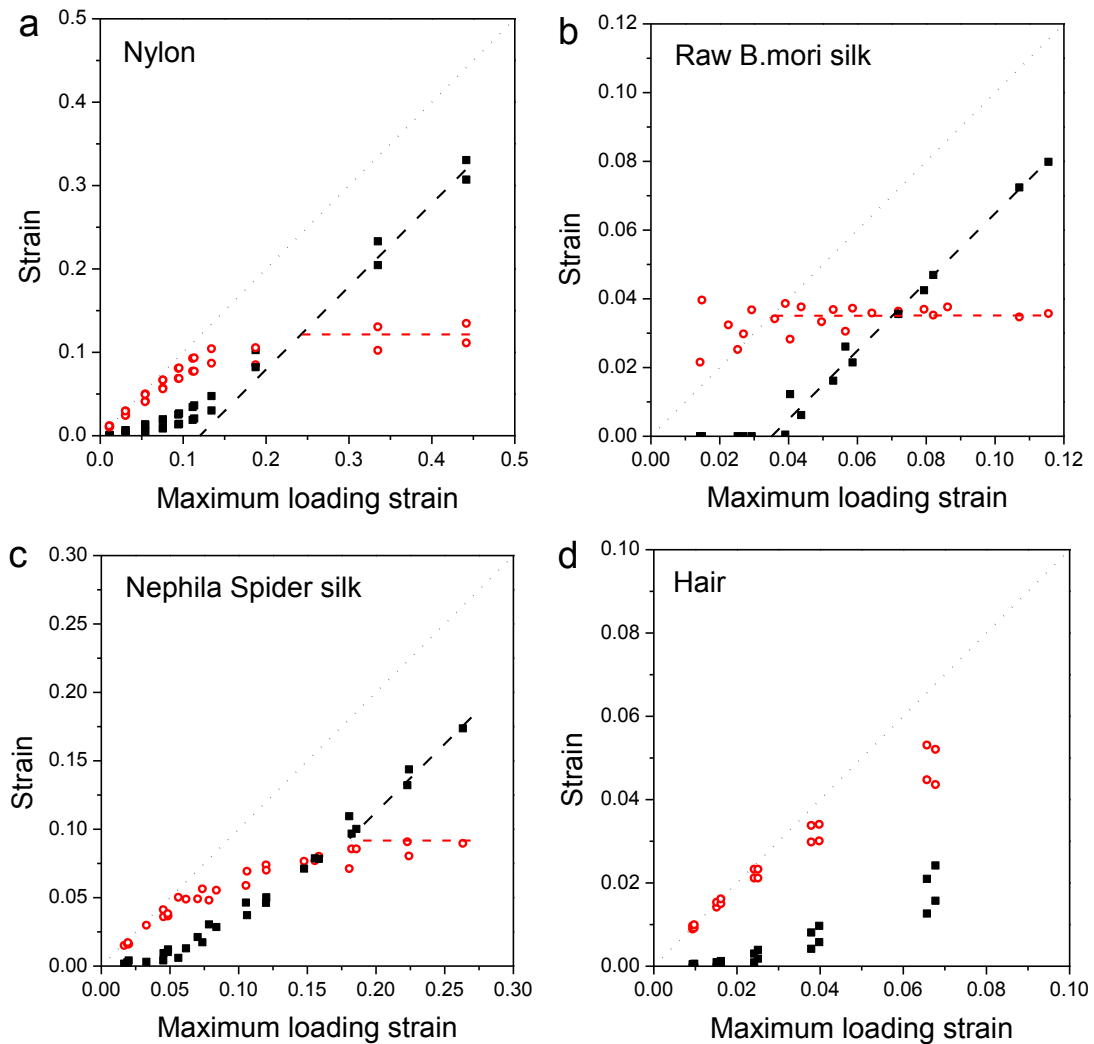 a
Nylon
0.5
0.4
0.3
0.2
0.1
0.0
Strain
0.0 0.1 0.2 0.3 0.4 0.5
Maximum loading strain
b
Raw B.mori silk
0.12
0.10
0.08
0.06
0.04
0.02
0.00
Strain
0.00 0.02 0.04 0.06 0.08 0.10 0.12
Maximum loading strain
c
Nephila Spider silk
0.30
0.25
0.20
0.15
0.10
0.05
0.00
Strain
0.00 0.05 0.10 0.15 0.20 0.25 0.30
Maximum loading strain
d
Hair
0.10
0.08
0.06
0.04
0.02
0.00
Strain
0.00 0.02 0.04 0.06 0.08 0.10
Maximum loading strain